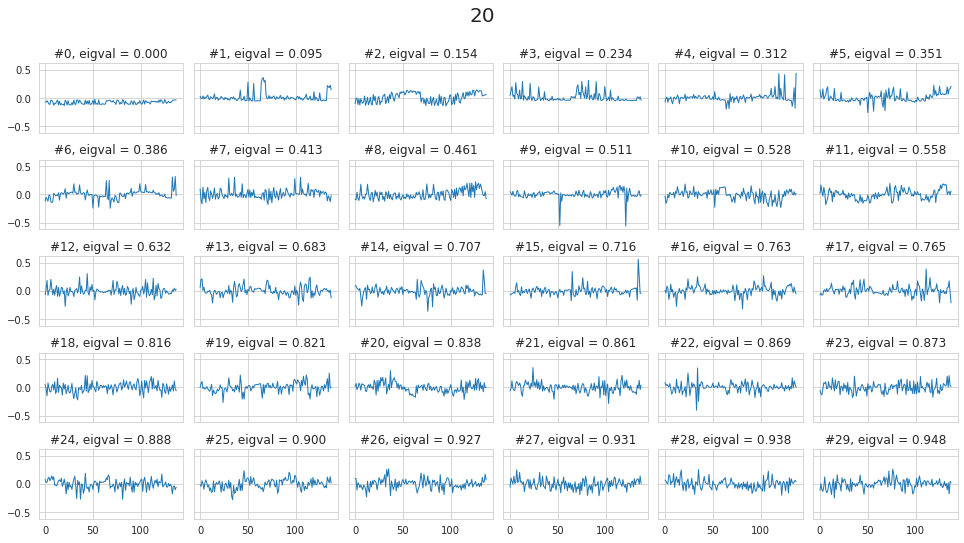 20
#0, eigval = 0.000 #1, eigval = 0.095 #2, eigval = 0.154 #3, eigval = 0.234 #4, eigval = 0.312 #5, eigval = 0.351
0.5
0.0
−0.5
#6, eigval = 0.386 #7, eigval = 0.413 #8, eigval = 0.461 #9, eigval = 0.511 #10, eigval = 0.528 #11, eigval = 0.558
0.5
0.0
−0.5
#12, eigval = 0.632 #13, eigval = 0.683 #14, eigval = 0.707 #15, eigval = 0.716 #16, eigval = 0.763 #17, eigval = 0.765
0.5
0.0
−0.5
#18, eigval = 0.816 #19, eigval = 0.821 #20, eigval = 0.838 #21, eigval = 0.861 #22, eigval = 0.869 #23, eigval = 0.873
0.5
0.0
−0.5
#24, eigval = 0.888 #25, eigval = 0.900 #26, eigval = 0.927 #27, eigval = 0.931 #28, eigval = 0.938 #29, eigval = 0.948
0.5
0.0
−0.5
0 50 100 0 50 100 0 50 100 0 50 100 0 50 100 0 50 100